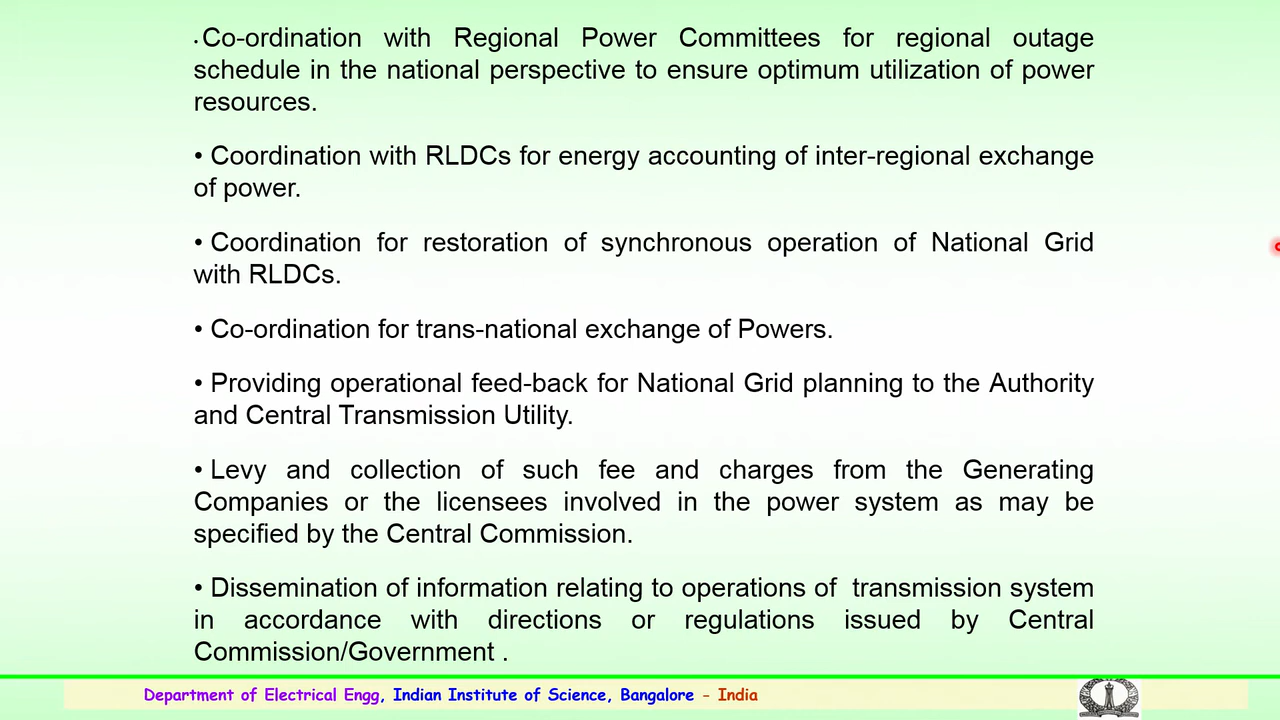 ·Co-ordination with Regional Power Committees for regional outage
schedule in the national perspective to ensure optimum utilization of power
resources.
• Coordination with RLDCs for energy accounting of inter-regional exchange
of power.
• Coordination for restoration of synchronous operation of National Grid
with RLDCs.
• Co-ordination for trans-national exchange of Powers.
• Providing operational feed-back for National Grid planning to the Authority
and Central Transmission Utility.
• Levy and collection of such fee and charges from the Generating
Companies or the licensees involved in the power system as may be
specified by the Central Commission.
• Dissemination of information relating to operations of  transmission system
in accordance with directions or regulations issued by Central
Commission/Government .
Department of Electrical Engg, Indian Institute of Science, Bangalore - India